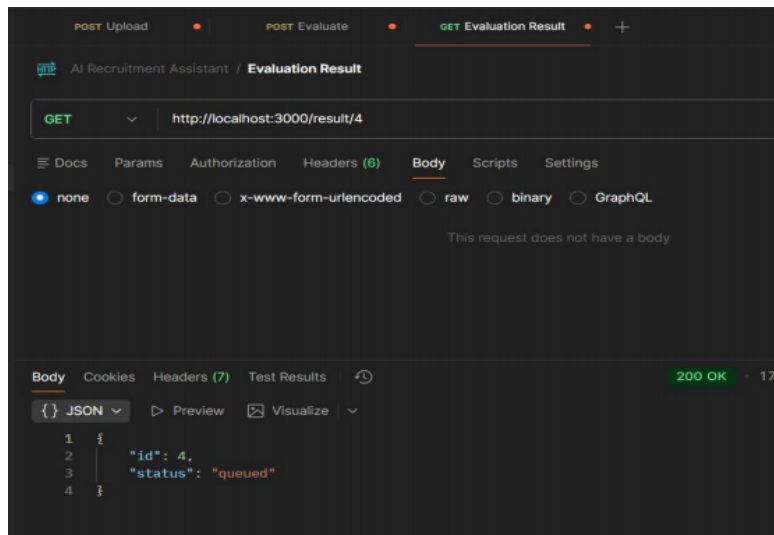 POST Upload POST Evaluate GET Evaluation Result +
HTTP AI Recruitment Assistant / Evaluation Result
GET http://localhost:3000/result/4
Docs Params Authorization Headers (6) Body Scripts Settings
none form-data x-www-form-urlencoded raw binary GraphQL
This request does not have a body
Body Cookies Headers (7) Test Results 200 OK 17
{} JSON Preview Visualize
1 {
2 "id": 4,
3 "status": "queued"
4 }